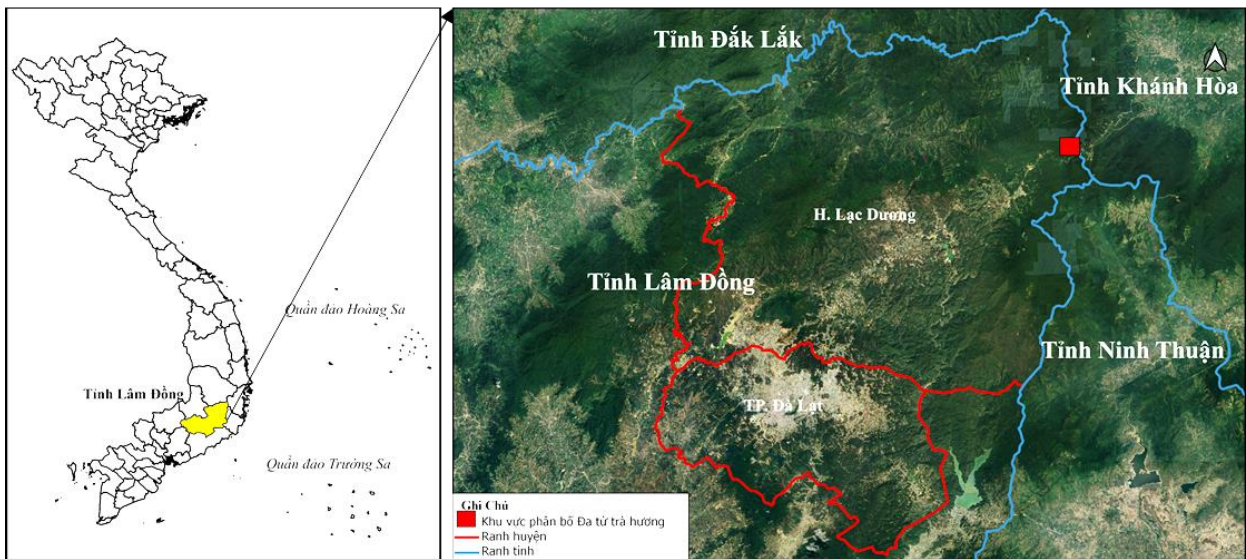 Quần đảo Hoàng Sa
Tỉnh Lâm Đồng
Quần đảo Trường Sa
Tỉnh Đắk Lắk
Tỉnh Khánh Hòa
H. Lạc Dương
Tỉnh Lâm Đồng
Tỉnh Ninh Thuận
TP. Đà Lạt
Ghi Chú
Khu vực phân bố Đa tử trà hương
Ranh huyện
Ranh tỉnh